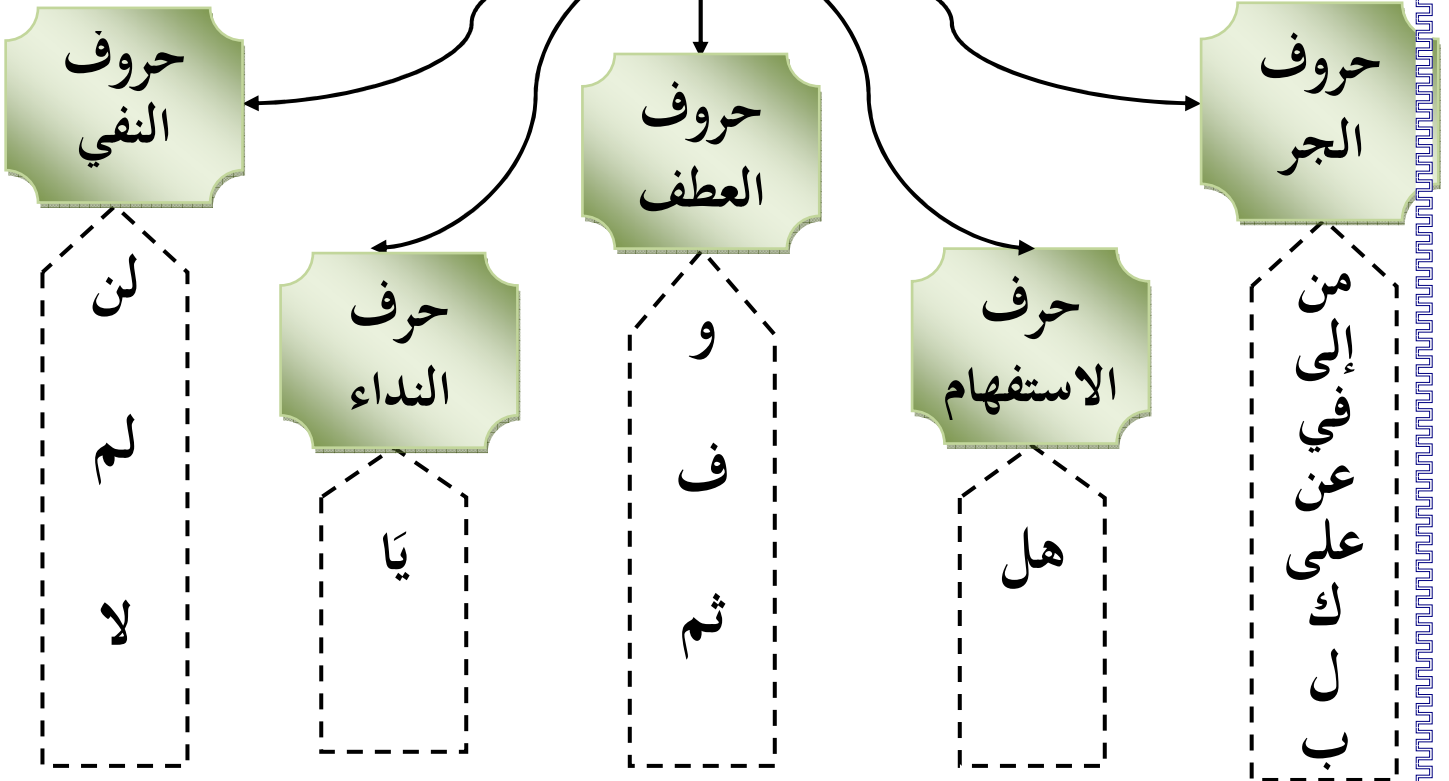 حروف
الجر
من
إلى
في
عن
على
ك
ل
ب
حرف
الاستفهام
هل
حروف
العطف
و
ف
ثم
حرف
النداء
يَا
حروف
النفي
لن
لم
لا